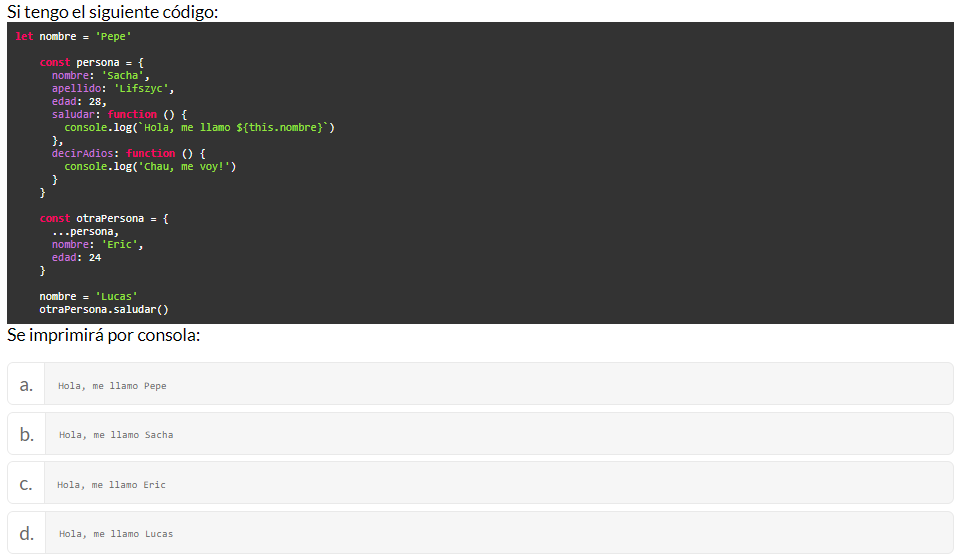 Si tengo el siguiente código:
let nombre = 'Pepe'
const persona = {
nombre: 'Sacha',
apellido: 'Lifszyc',
edad: 28,
saludar: function () {
console.log(`Hola, me llamo ${this.nombre}`)
},
decirAdios: function () {
console.log('Chau, me voy!')
}
}
const otraPersona = {
...persona,
nombre: 'Eric',
edad: 24
}
nombre = 'Lucas'
otraPersona.saludar()
Se imprimirá por consola:
a. Hola, me llamo Pepe
b. Hola, me llamo Sacha
c. Hola, me llamo Eric
d. Hola, me llamo Lucas